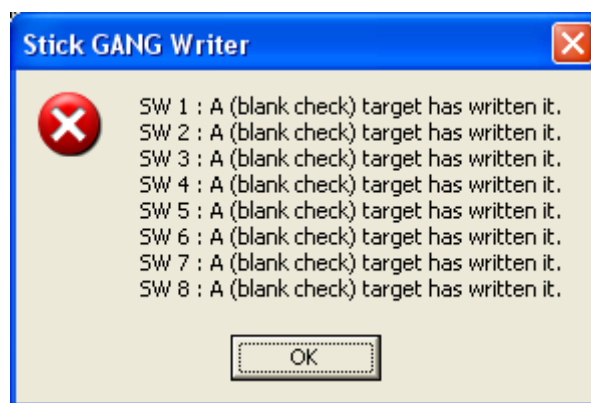 Stick GANG Writer
SW 1 : A (blank check) target has written it.
SW 2 : A (blank check) target has written it.
SW 3 : A (blank check) target has written it.
SW 4 : A (blank check) target has written it.
SW 5 : A (blank check) target has written it.
SW 6 : A (blank check) target has written it.
SW 7 : A (blank check) target has written it.
SW 8 : A (blank check) target has written it.
OK